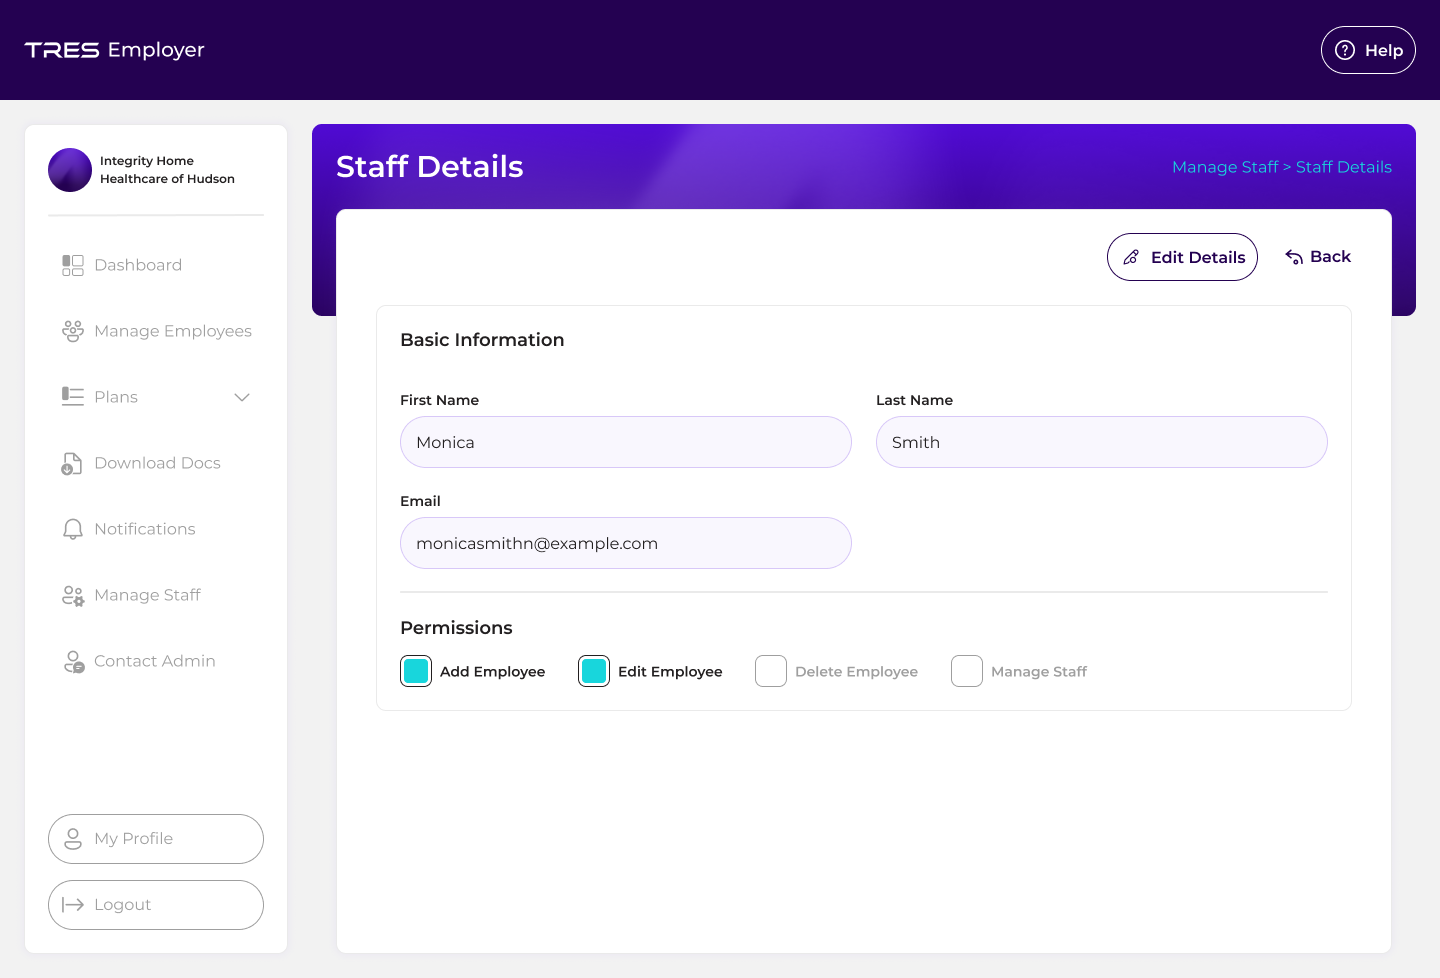 TRES Employer
Help
Integrity Home
Healthcare of Hudson
Dashboard
Manage Employees
Plans
Download Docs
Notifications
Manage Staff
Contact Admin
My Profile
Logout
Staff Details
Manage Staff > Staff Details
Edit Details
Back
Basic Information
First Name
Last Name
Monica
Smith
Email
monicasmithn@example.com
Permissions
Add Employee
Edit Employee
Delete Employee
Manage Staff